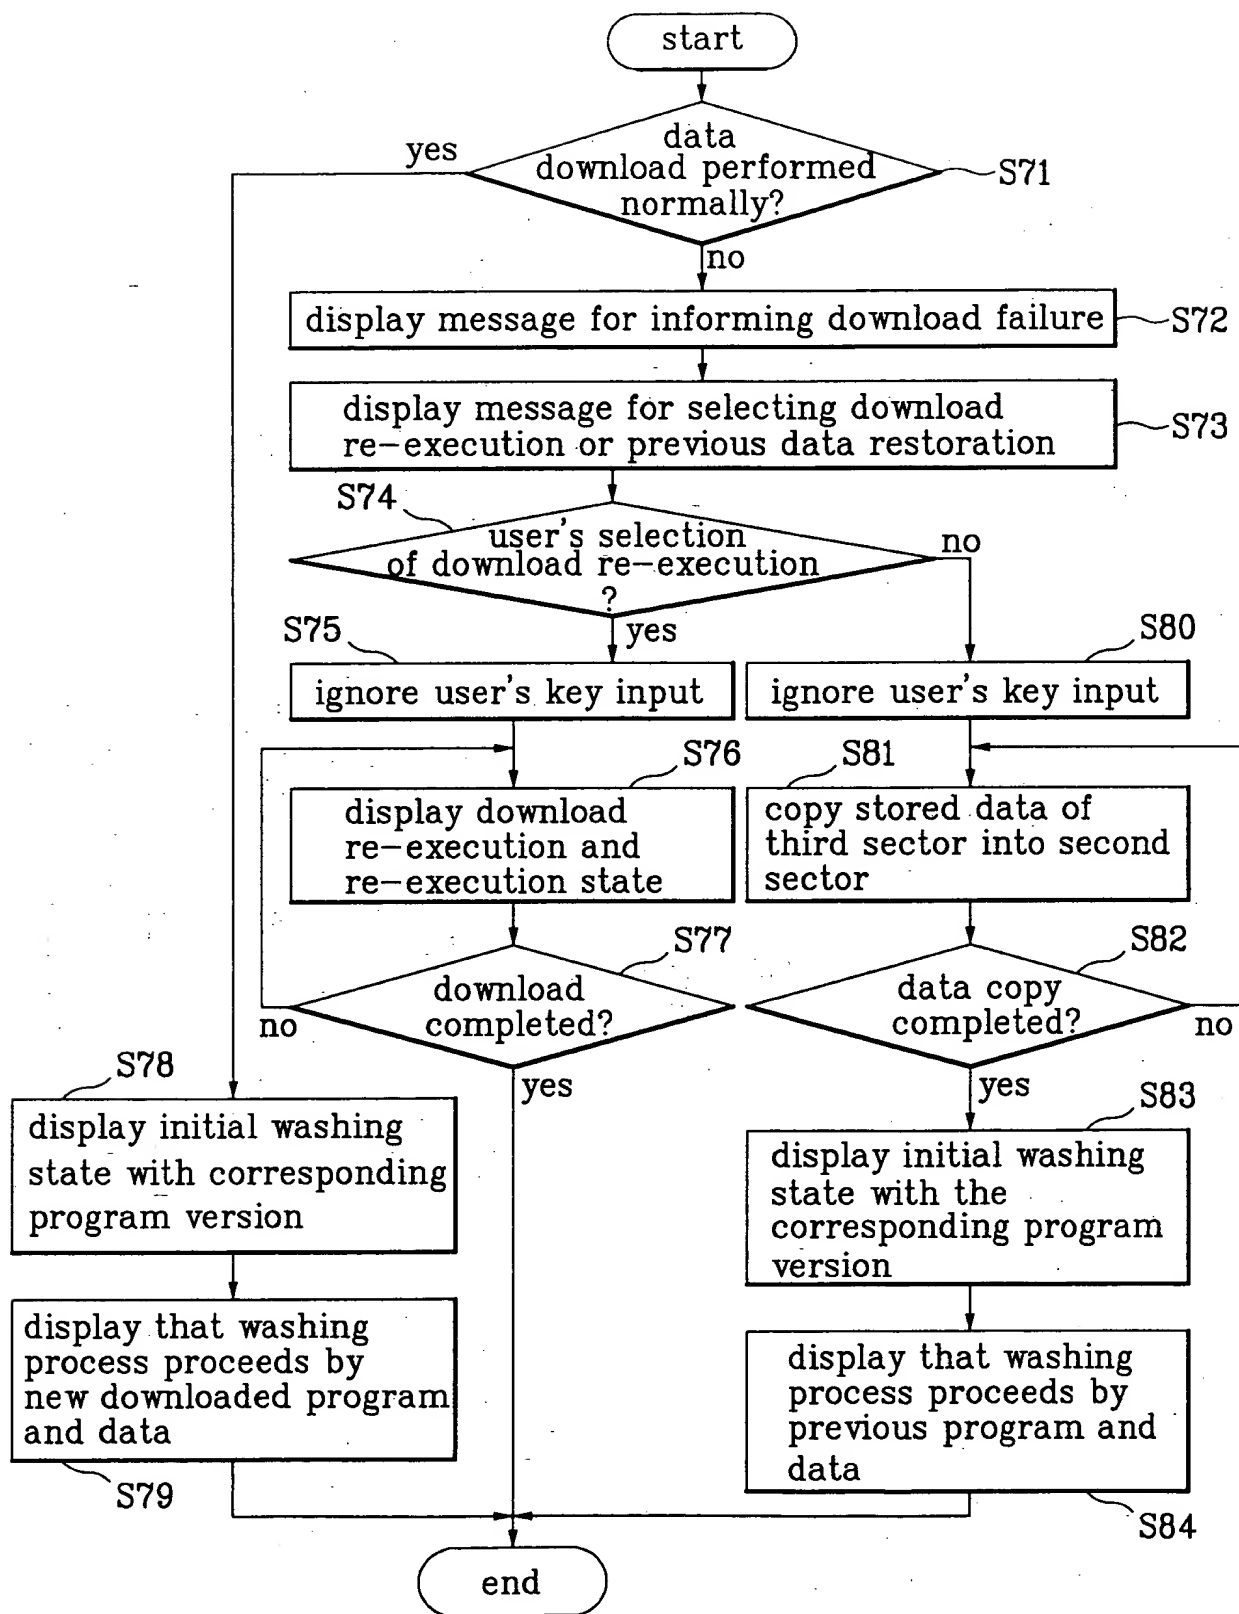 start
data
download performed
normally?
yes
S71
no
display message for informing download failure
S72
display message for selecting download
re-execution or previous data restoration
S73
S74
user's selection
of download re-execution
?
no
yes
S75
S80
ignore user's key input
ignore user's key input
S76
S81
display download
re-execution and
re-execution state
copy stored data of
third sector into second
sector
S77
S82
download
completed?
no
data copy
completed?
no
S78
yes
yes
S83
display initial washing
state with corresponding
program version
display initial washing
state with the
corresponding program
version
display that washing
process proceeds by
new downloaded program
and data
S79
display that washing
process proceeds by
previous program and
data
S84
end